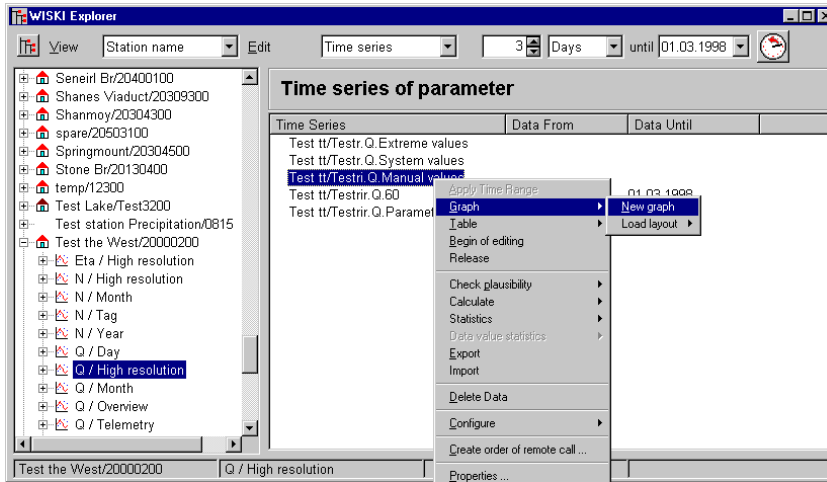 WISKI Explorer
View Station name Edit Time series 3 Days until 01.03.1998
Seneirl Br/20400100
Shanes Viaduct/20309300
Shanmoy/20304300
spare/20503100
Springmount/20304500
Stone Br/20130400
temp/12300
Test Lake/Test3200
Test station Precipitation/0815
Test the West/20000200
Eta / High resolution
N / High resolution
N / Month
N / Tag
N / Year
Q / Day
Q / High resolution
Q / Month
Q / Overview
Q / Telemetry
Time series of parameter
Time Series Data From Data Until
Test tt/Testr.Q.Extreme values
Test tt/Testri.Q.System values
Test tt/Testri.Q.Manual values
Test tt/Testrir.Q.60 01.03.1998
Test tt/Testrir.Q.Paramet
Apply Time Range
Graph
Table
Begin of editing
Release
Check plausibility
Calculate
Statistics
Data value statistics
Export
Import
Delete Data
Configure
Create order of remote call ...
Properties ...
New graph
Load layout
Test the West/20000200 Q / High resolution